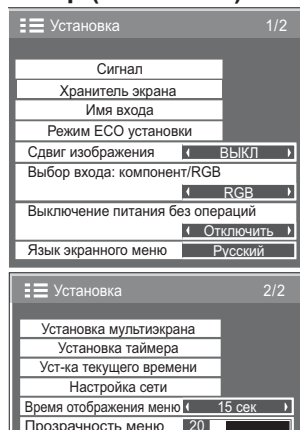 Установка 1/2
Сигнал
Хранитель экрана
Имя входа
Режим ECO установки
Сдвиг изображения ВЫКЛ
Выбор входа: компонент/RGB
RGB
Выключение питания без операций
Отключить
Язык экранного меню Русский
Установка 2/2
Установка мультиэкрана
Установка таймера
Уст-ка текущего времени
Настройка сети
Время отображения меню 15 сек
Прозрачность меню 20